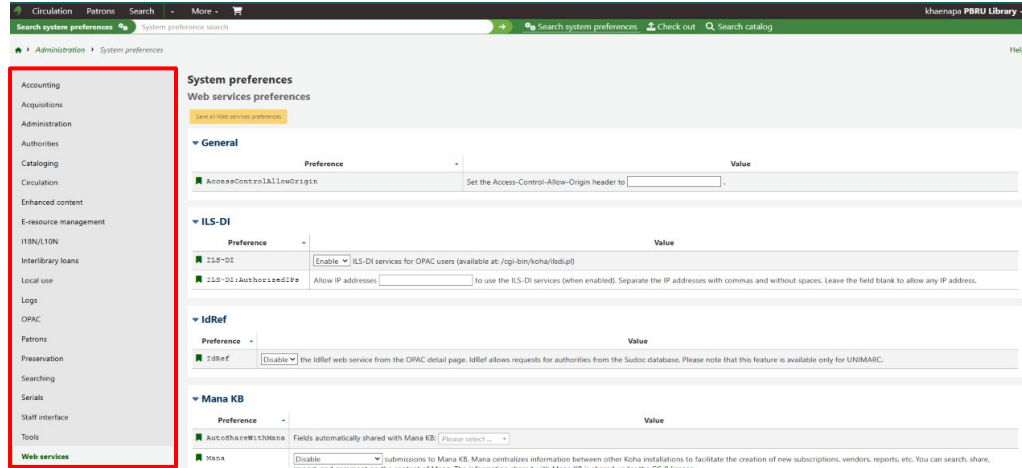 Circulation Patrons Search More khaenapa PBRU Library
Search system preferences System preference search Search system preferences Check out Search catalog
Administration System preferences Hel
Accounting
Acquisitions
Administration
Authorities
Cataloging
Circulation
Enhanced content
E-resource management
I18N/L10N
Interlibrary loans
Local use
Logs
OPAC
Patrons
Preservation
Searching
Serials
Staff interface
Tools
Web services
System preferences
Web services preferences
Save all Web services preferences
General
Preference Value
AccessControlAllowOrigin Set the Access-Control-Allow-Origin header to .
ILS-DI
Preference Value
ILS-DI Enable ILS-DI services for OPAC users (available at: /cgi-bin/koha/ilsdi.pl)
ILS-DI:AuthorizedIPs Allow IP addresses to use the ILS-DI services (when enabled). Separate the IP addresses with commas and without spaces. Leave the field blank to allow any IP address.
IdRef
Preference Value
IdRef Disable the IdRef web service from the OPAC detail page. IdRef allows requests for authorities from the Sudoc database. Please note that this feature is available only for UNIMARC.
Mana KB
Preference Value
AutoShareWithMana Fields automatically shared with Mana KB: Please select ...
Mana Disable submissions to Mana KB. Mana centralizes information between other Koha installations to facilitate the creation of new subscriptions, vendors, reports, etc. You can search, share,